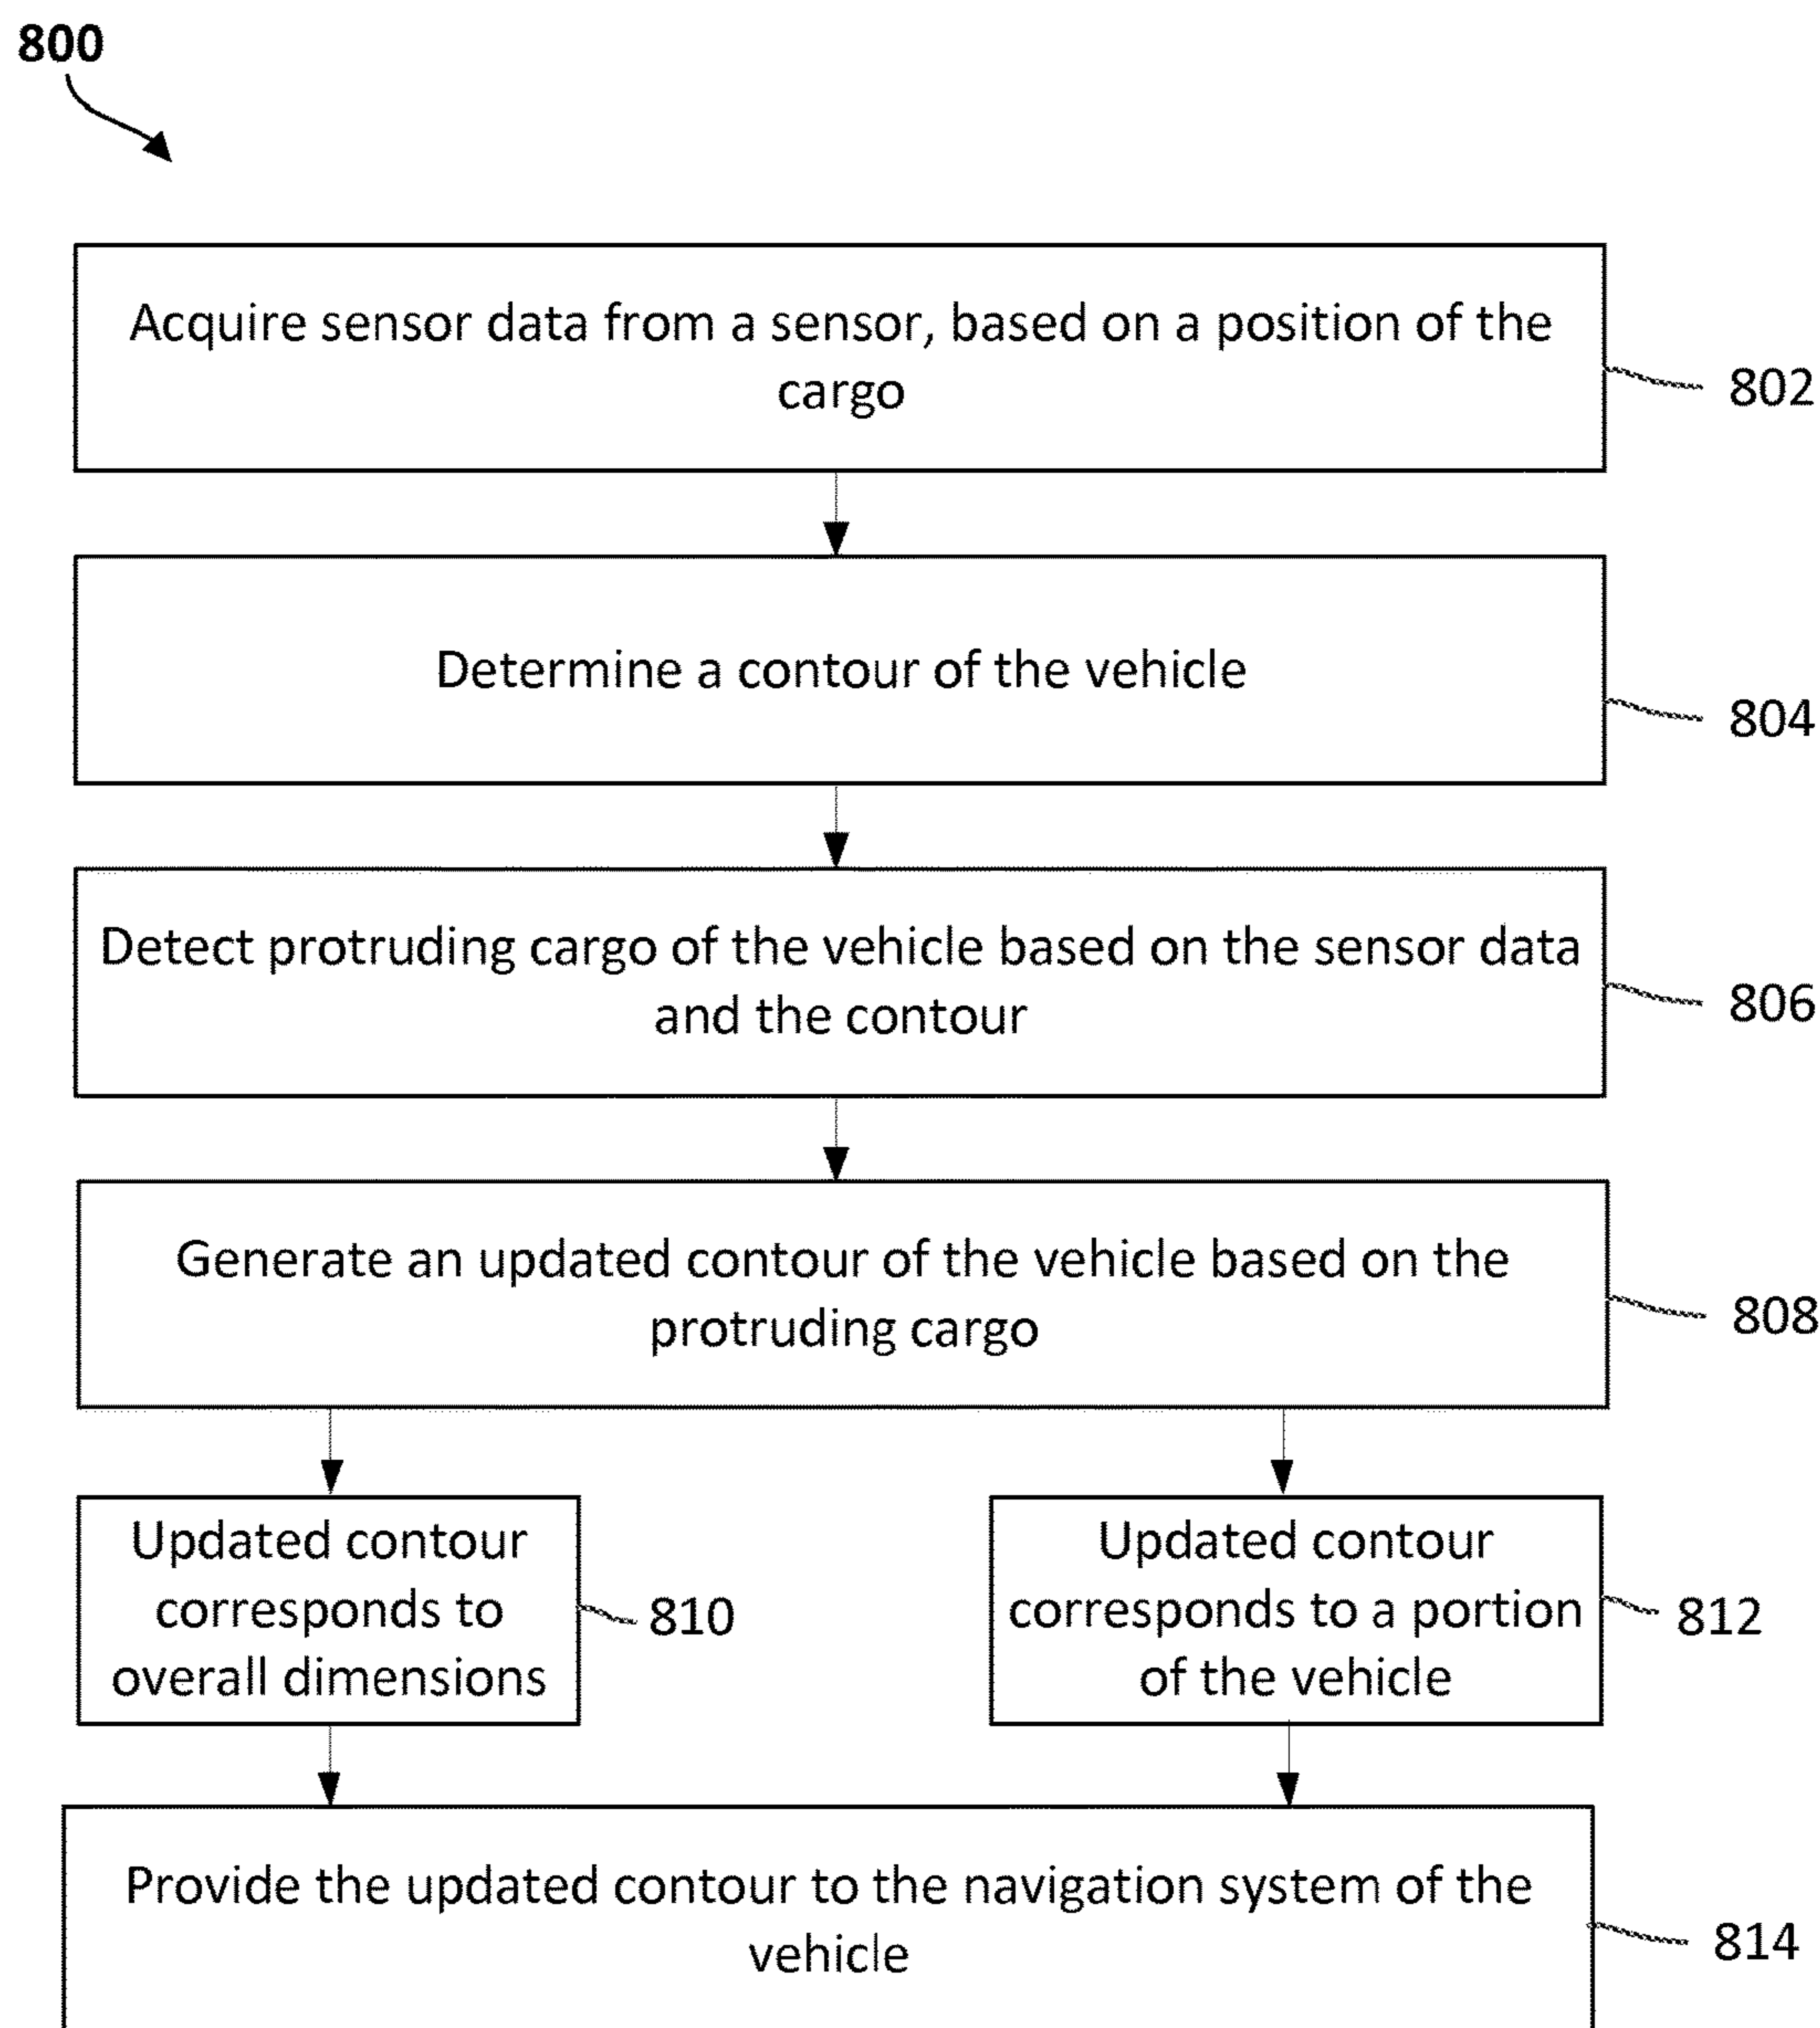 800
Acquire sensor data from a sensor, based on a position of the
cargo
802
Determine a contour of the vehicle
804
Detect protruding cargo of the vehicle based on the sensor data
and the contour
806
Generate an updated contour of the vehicle based on the
protruding cargo
808
Updated contour
corresponds to
overall dimensions
810
Updated contour
corresponds to a portion
of the vehicle
812
Provide the updated contour to the navigation system of the
vehicle
814